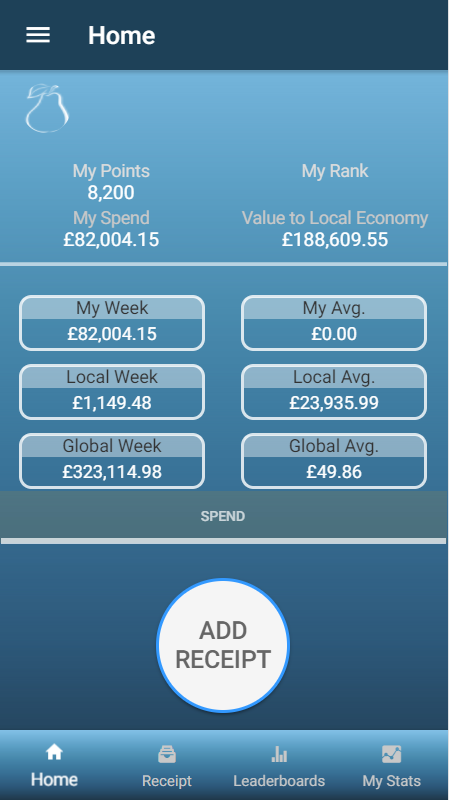 Home
My Points
My Rank
8,200
My Spend
Value to Local Economy
£82,004.15
£188,609.55
My Week
My Avg.
£82,004.15
£0.00
Local Week
Local Avg.
£1,149.48
£23,935.99
Global Week
Global Avg.
£323,114.98
£49.86
SPEND
ADD
RECEIPT
Home
Receipt
Leaderboards
My Stats